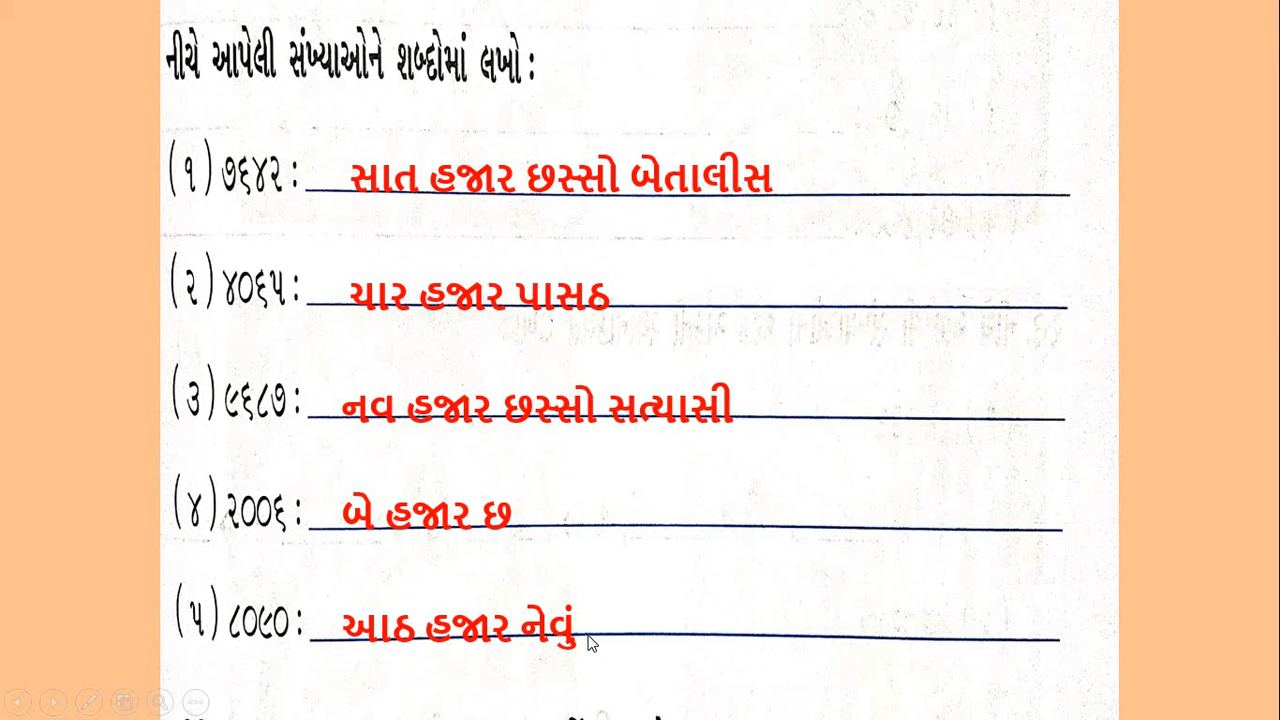 નીચે આપેલી સંખ્યાઓને શબ્દોમાં લખો :
(૧) ૭૬૪૨ : સાત હજાર છસ્સો બેતાલીસ
(૨) ૪૦૬૫ : ચાર હજાર પાસઠ
(૩) ૯૬૮૭ : નવ હજાર છસ્સો સત્યાસી
(૪) ૨૦૦૬ : બે હજાર છ
(૫) ૮૦૯૦ : આઠ હજાર નેવું